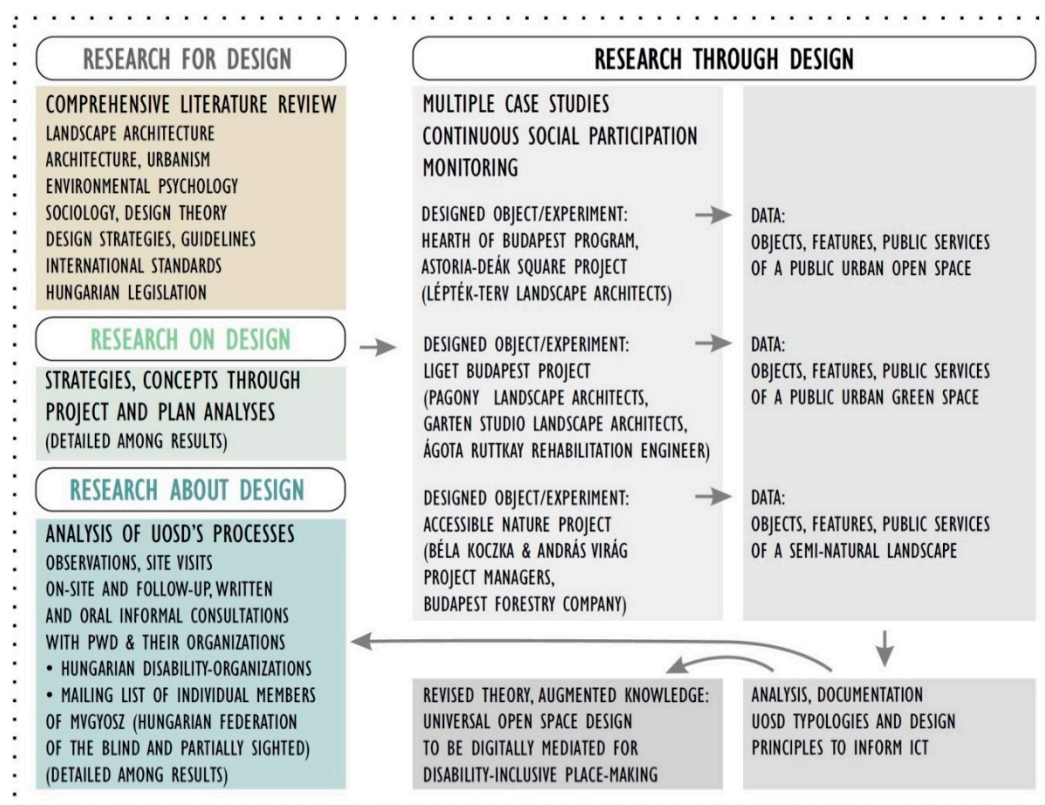 RESEARCH FOR DESIGN
COMPREHENSIVE LITERATURE REVIEW
LANDSCAPE ARCHITECTURE
ARCHITECTURE, URBANISM
ENVIRONMENTAL PSYCHOLOGY
SOCIOLOGY, DESIGN THEORY
DESIGN STRATEGIES, GUIDELINES
INTERNATIONAL STANDARDS
HUNGARIAN LEGISLATION
RESEARCH ON DESIGN
STRATEGIES, CONCEPTS THROUGH
PROJECT AND PLAN ANALYSES
(DETAILED AMONG RESULTS)
RESEARCH ABOUT DESIGN
ANALYSIS OF UOSD'S PROCESSES
OBSERVATIONS, SITE VISITS
ON-SITE AND FOLLOW-UP, WRITTEN
AND ORAL INFORMAL CONSULTATIONS
WITH PWD & THEIR ORGANIZATIONS
• HUNGARIAN DISABILITY-ORGANIZATIONS
• MAILING LIST OF INDIVIDUAL MEMBERS
OF MVGYOSZ (HUNGARIAN FEDERATION
OF THE BLIND AND PARTIALLY SIGHTED)
(DETAILED AMONG RESULTS)
RESEARCH THROUGH DESIGN
MULTIPLE CASE STUDIES
CONTINUOUS SOCIAL PARTICIPATION
MONITORING
DESIGNED OBJECT/EXPERIMENT:
HEARTH OF BUDAPEST PROGRAM,
ASTORIA-DEÁK SQUARE PROJECT
(LÉPTÉK-TERV LANDSCAPE ARCHITECTS)
DATA:
OBJECTS, FEATURES, PUBLIC SERVICES
OF A PUBLIC URBAN OPEN SPACE
DESIGNED OBJECT/EXPERIMENT:
LIGET BUDAPEST PROJECT
(PAGONY LANDSCAPE ARCHITECTS,
GARTEN STUDIO LANDSCAPE ARCHITECTS,
ÁGOTA RUTTKAY REHABILITATION ENGINEER)
DATA:
OBJECTS, FEATURES, PUBLIC SERVICES
OF A PUBLIC URBAN GREEN SPACE
DESIGNED OBJECT/EXPERIMENT:
ACCESSIBLE NATURE PROJECT
(BÉLA KOCZKA & ANDRÁS VIRÁG
PROJECT MANAGERS,
BUDAPEST FORESTRY COMPANY)
DATA:
OBJECTS, FEATURES, PUBLIC SERVICES
OF A SEMI-NATURAL LANDSCAPE
REVISED THEORY, AUGMENTED KNOWLEDGE:
UNIVERSAL OPEN SPACE DESIGN
TO BE DIGITALLY MEDIATED FOR
DISABILITY-INCLUSIVE PLACE-MAKING
ANALYSIS, DOCUMENTATION
UOSD TYPOLOGIES AND DESIGN
PRINCIPLES TO INFORM ICT